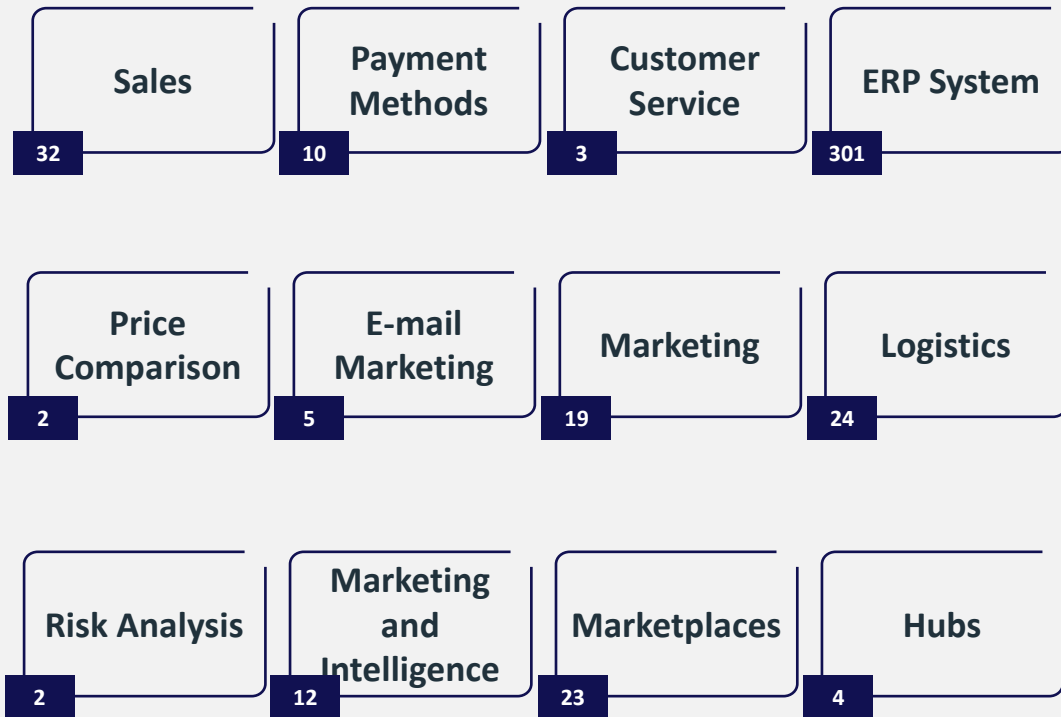 Sales
32
Payment
Methods
10
Customer
Service
3
ERP System
301
Price
Comparison
2
E-mail
Marketing
5
Marketing
19
Logistics
24
Risk Analysis
2
Marketing
and
Intelligence
12
Marketplaces
23
Hubs
4